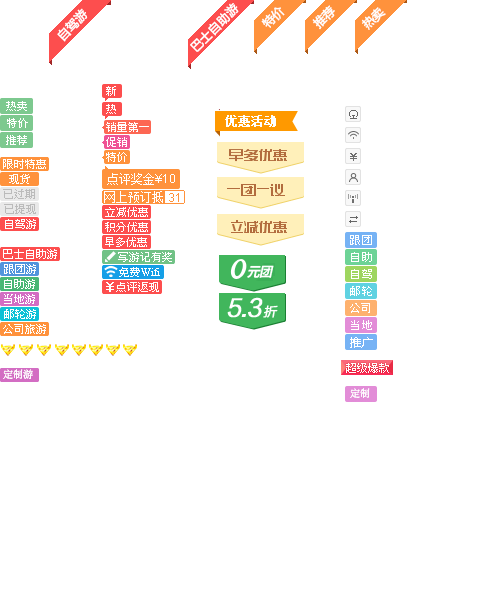 自驾游
巴士自助游
特价
推荐
热卖
热卖
特价
推荐
限时特惠
现货
已过期
已提现
自驾游
巴士自助游
跟团游
自助游
当地游
邮轮游
公司旅游
定制游
新
热
销量第一
促销
特价
点评奖金¥10
网上预订抵 31
立减优惠
积分优惠
早多优惠
写游记有奖
免费Wifi
¥点评返现
优惠活动
早多优惠
一团一议
立减优惠
0元团
5.3折
¥
跟团
自助
自驾
邮轮
公司
当地
推广
超级爆款
定制